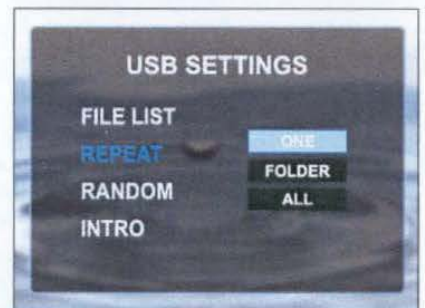 USB SETTINGS
FILE LIST
REPEAT
ONE
FOLDER
RANDOM
ALL
INTRO